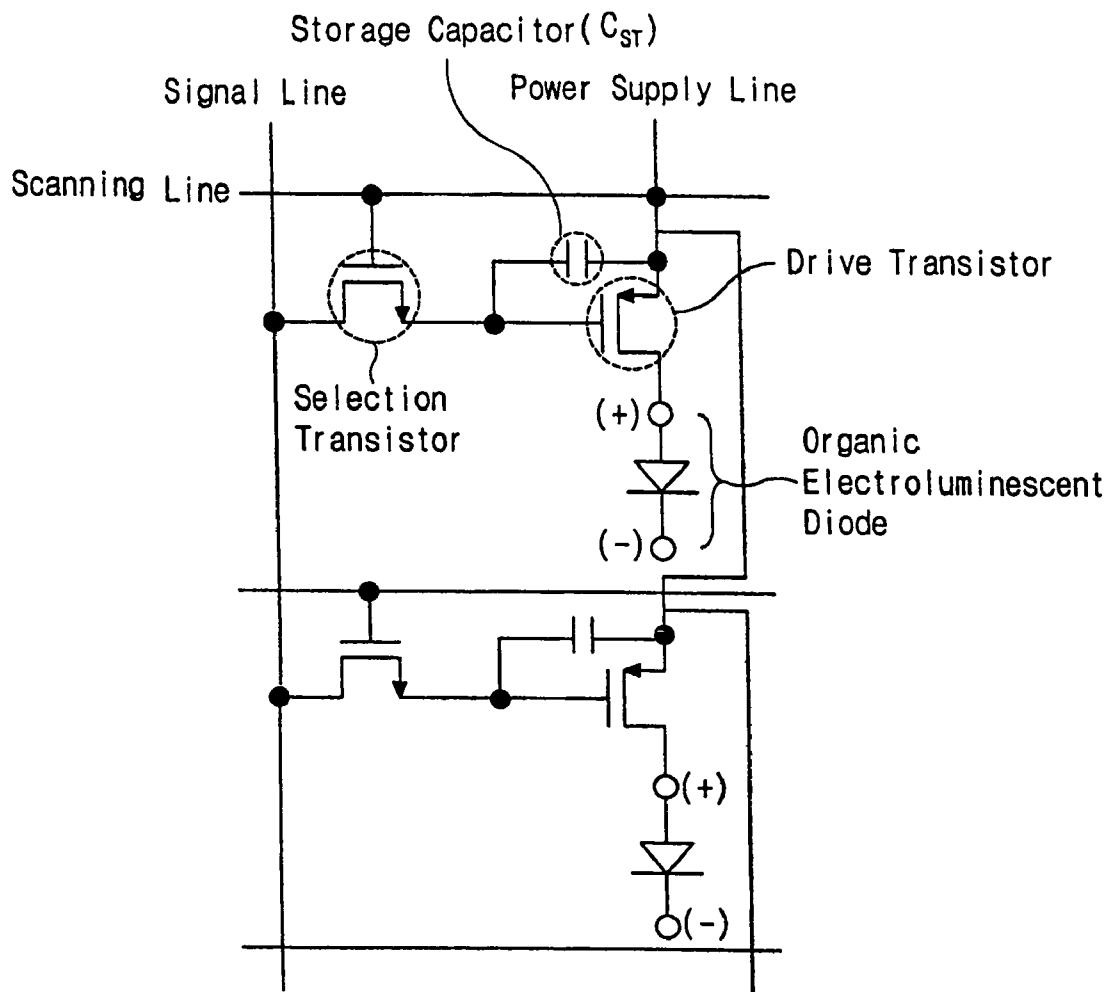 Storage Capacitor(C_ST)
Signal Line
Power Supply Line
Scanning Line
Drive Transistor
Selection
Transistor
(+)
Organic
Electroluminescent
Diode
(-)
(+)
(-)